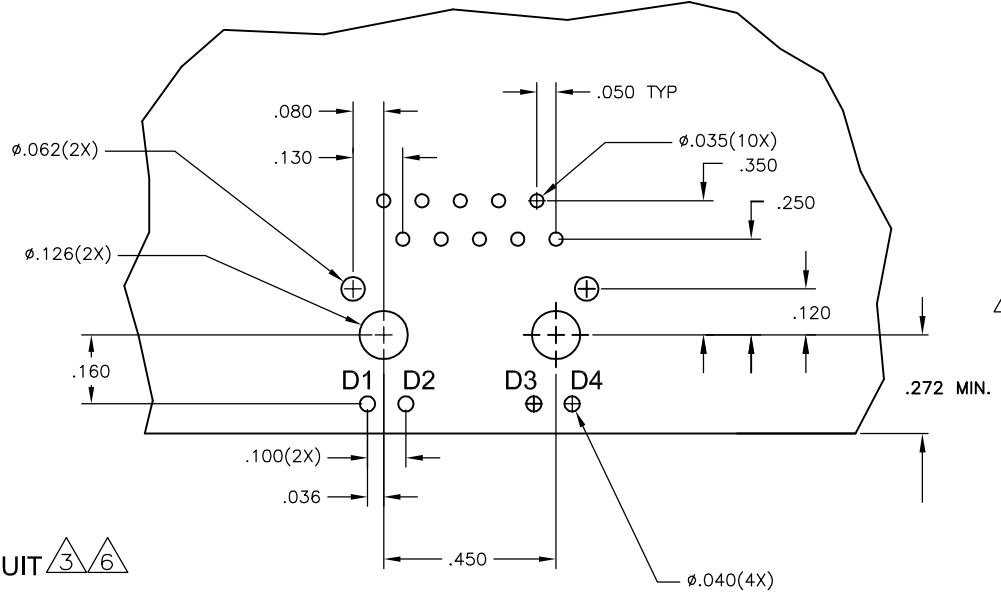 .050 TYP
.080
ø.062(2X)
.130
ø.035(10X)
.350
.250
ø.126(2X)
.120
.160
D1 D2 D3 D4
.272 MIN.
.100(2X)
.036
.450
UIT 3 6
ø.040(4X)